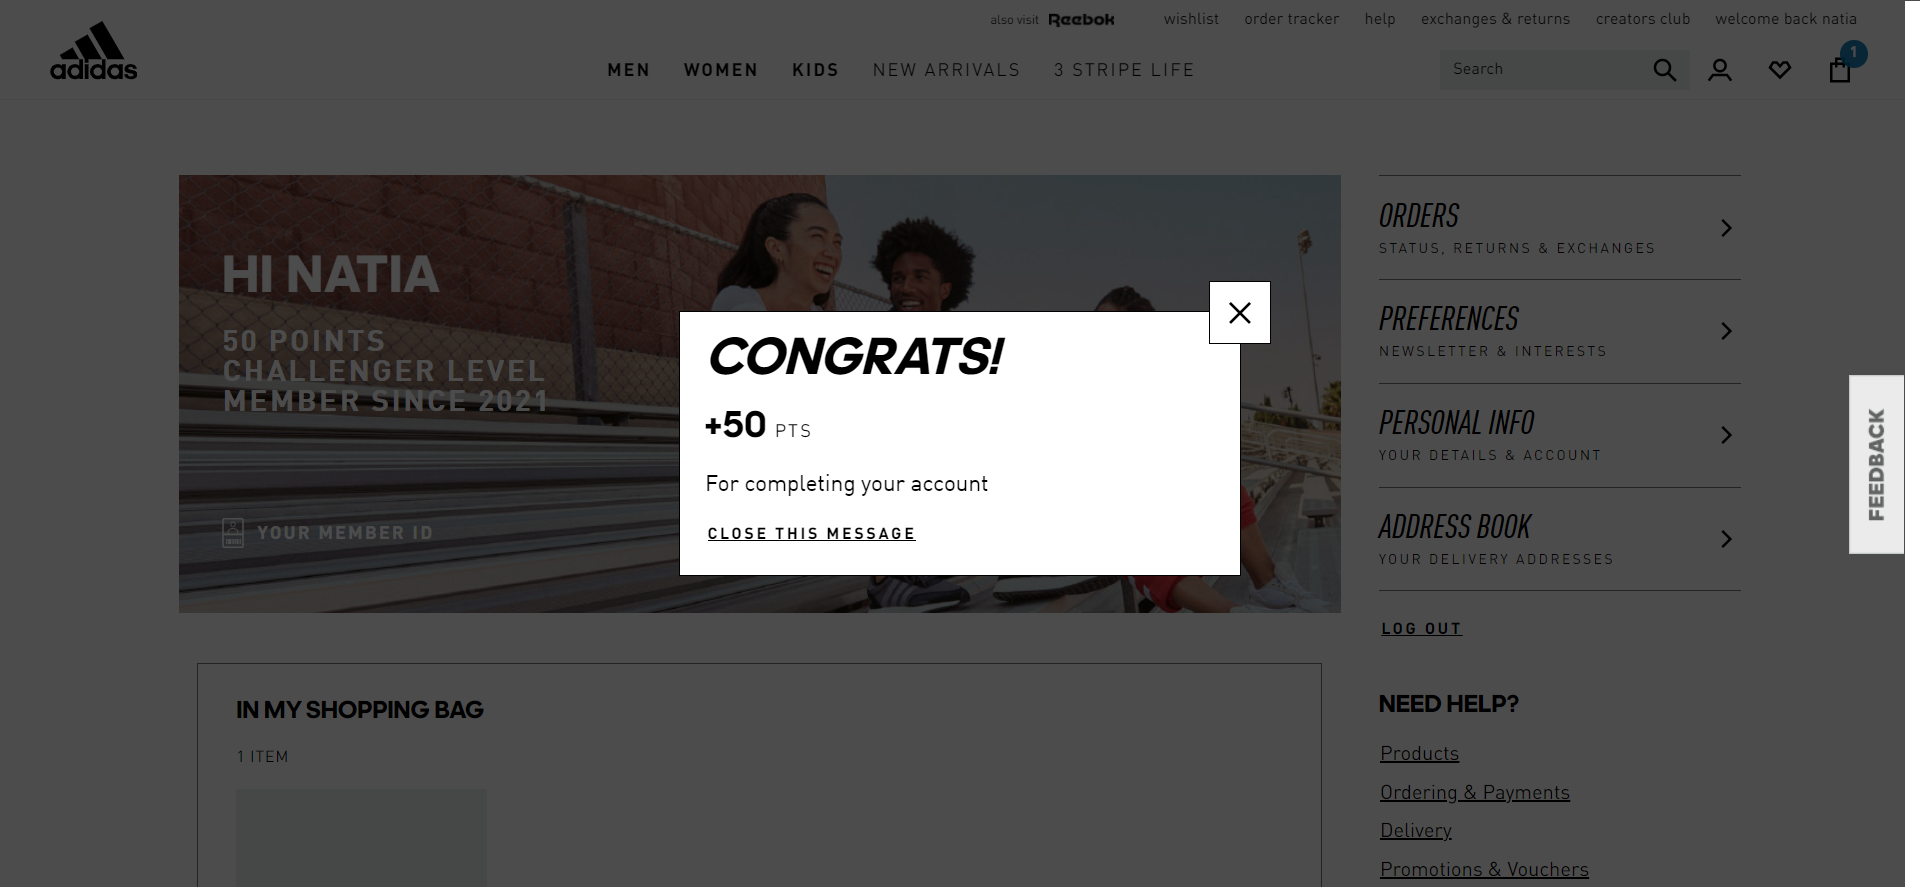 also visit Reebok wishlist order tracker help exchanges & returns creators club welcome back natia
adidas
MEN WOMEN KIDS NEW ARRIVALS 3 STRIPE LIFE
Search
1
HI NATIA
50 POINTS
CHALLENGER LEVEL
MEMBER SINCE 2021
YOUR MEMBER ID
CONGRATS!
+50 PTS
For completing your account
CLOSE THIS MESSAGE
ORDERS
STATUS, RETURNS & EXCHANGES
PREFERENCES
NEWSLETTER & INTERESTS
PERSONAL INFO
YOUR DETAILS & ACCOUNT
ADDRESS BOOK
YOUR DELIVERY ADDRESSES
LOG OUT
FEEDBACK
IN MY SHOPPING BAG
1 ITEM
NEED HELP?
Products
Ordering & Payments
Delivery
Promotions & Vouchers